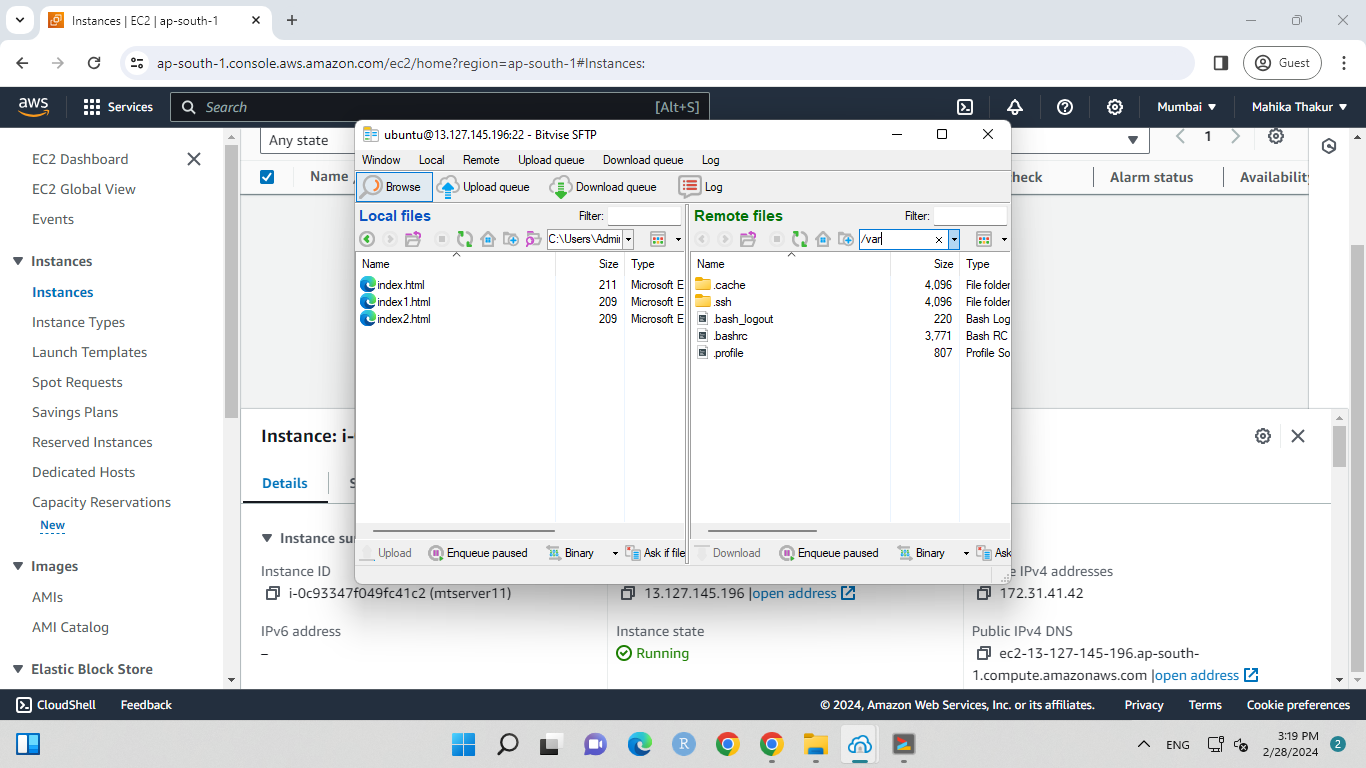 Instances | EC2 | ap-south-1
ap-south-1.console.aws.amazon.com/ec2/home?region=ap-south-1#Instances:
Guest
aws
Services
Search
[Alt+S]
Mumbai
Mahika Thakur
EC2 Dashboard
EC2 Global View
Events
Instances
Instances
Instance Types
Launch Templates
Spot Requests
Savings Plans
Reserved Instances
Dedicated Hosts
Capacity Reservations
New
Images
AMIs
AMI Catalog
Elastic Block Store
Any state
1
Name
check
Alarm status
Availability
ubuntu@13.127.145.196:22 - Bitvise SFTP
Window Local Remote Upload queue Download queue Log
Browse Upload queue Download queue Log
Local files
Filter:
C:\Users\Admin
Name Size Type
index.html 211 Microsoft E
index1.html 209 Microsoft E
index2.html 209 Microsoft E
Upload Enqueue paused Binary Ask if file
Remote files
Filter:
/var
Name Size Type
.cache 4,096 File folder
.ssh 4,096 File folder
.bash_logout 220 Bash Log
.bashrc 3,771 Bash RC
.profile 807 Profile So
Download Enqueue paused Binary Ask
Instance: i-
Details
Instance su
Instance ID
i-0c93347f049fc41c2 (mtserver11)
IPv6 address
–
13.127.145.196 |open address
Instance state
Running
e IPv4 addresses
172.31.41.42
Public IPv4 DNS
ec2-13-127-145-196.ap-south-
1.compute.amazonaws.com |open address
CloudShell Feedback
© 2024, Amazon Web Services, Inc. or its affiliates.
Privacy Terms Cookie preferences
R
ENG
3:19 PM
2/28/2024
2